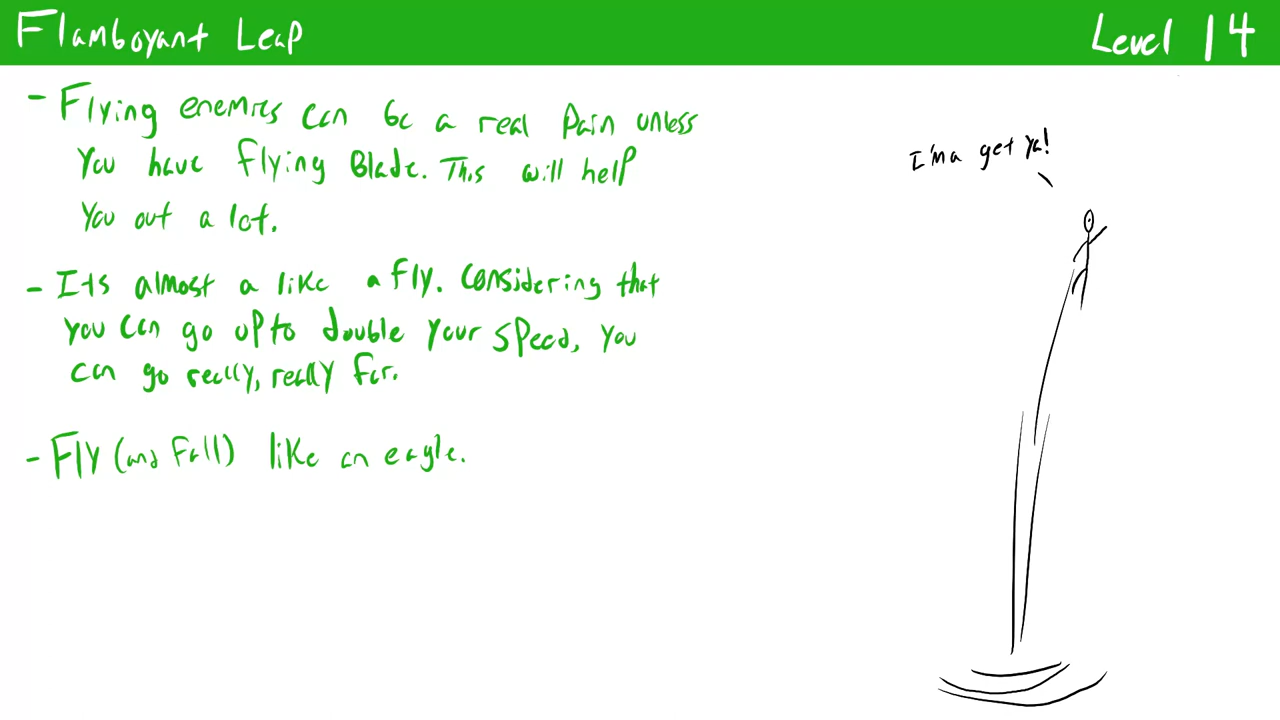 Flamboyant Leap
Level 14
- Flying enemies can be a real Pain unless
You have Flying Blade. This will help
You out a lot.
- Its almost a like a Fly. Considering that
you can go up to double your speed, you
can go really, really far.
- Fly (and Fall) like an eagle.
I'ma get ya!